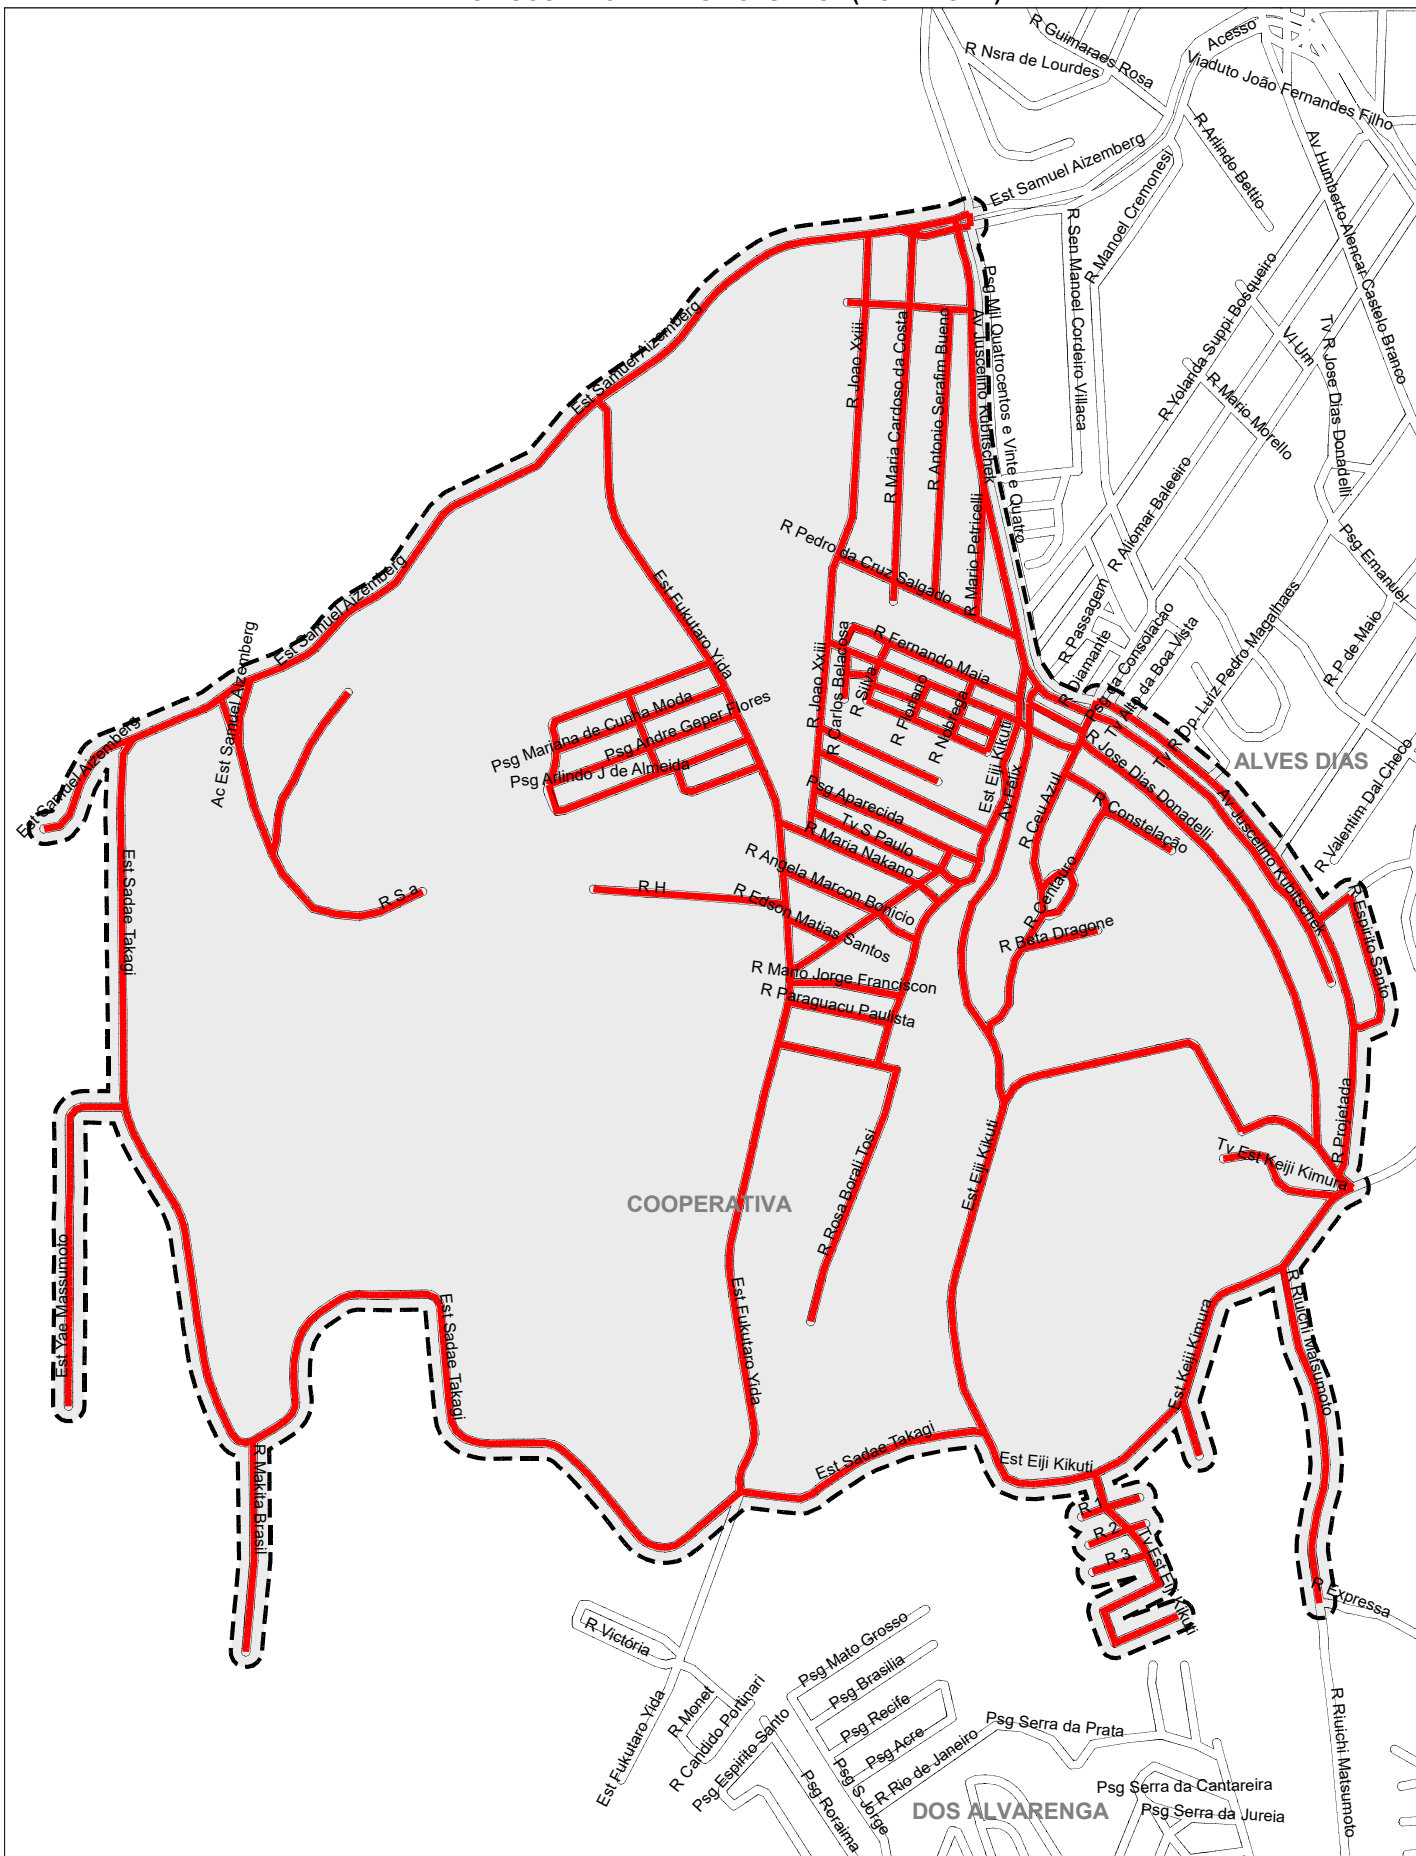 R Guimaraes Rosa
Acesso
R Nsra de Lourdes
Viaduto João Fernandes Filho
R Arlindo Bettio
Av Humberto Alencar Castelo Branco
Est Samuel Aizemberg
R Manoel Cremonesi
R Sen Manoel Cordeiro Villaca
R Yolanda Suppi Bosqueiro
Psg Mil Quatrocentos e Vinte e Quatro
Vl Um
Tv R Jose Dias Donadelli
R Mario Morello
Est Samuel Aizemberg
R Joao Xxiii
R Maria Cardoso da Costa
R Antonio Serafim Bueno
Av Juscelino Kubitschek
R Aliomar Baleeiro
R Mario Petricelli
R Pedro da Cruz Salgado
Psg Emanuel
Est Samuel Aizemberg
Est Fukutaro Yida
R Passagem
R Diamante
Psg da Consolacao
Tv Alto da Boa Vista
Tv R Dp. Luiz Pedro Magalhaes
R P de Maio
Ac Est Samuel Aizemberg
R Fernando Maia
R Joao Xxiii
R Carlos Belacosa
R Silva
R Floriano
R Nobrega
Psg Mariana de Cunha Moda
Psg Andre Geper Flores
Psg Arlindo J de Almeida
Est Eiji Kikuti
Av Felix
R Jose Dias Donadelli
ALVES DIAS
Est Samuel Aizemberg
Psg Aparecida
Tv S Paulo
R Maria Nakano
R Ceu Azul
R Constelação
Av Juscelino Kubitschek
R Valentim Dal Checo
Est Sadae Takagi
R Angela Marcon Bonicio
R S.a
R H
R Edson Matias Santos
R Centauro
R Beta Dragone
R Espirito Santo
R Mario Jorge Franciscon
R Paraguacu Paulista
R Projetada
Est Eiji Kikuti
R Rosa Borali Tosi
Tv Est Keiji Kimura
COOPERATIVA
Est Yae Massumoto
Est Sadae Takagi
Est Fukutaro Yida
Est Keiji Kimura
R Riuichi Matsumoto
Est Sadae Takagi
Est Eiji Kikuti
R Makita Brasil
R 1
R 2
R 3
Tv Est Eiji Kikuti
R Expressa
R Victória
Psg Mato Grosso
Psg Brasilia
R Monet
R Candido Portinari
Psg Recife
Est Fukutaro Yida
Psg Espirito Santo
Psg Acre
R Rio de Janeiro
Psg Serra da Prata
R Riuichi Matsumoto
Psg Roraima
Psg S Jorge
Psg Serra da Cantareira
DOS ALVARENGA
Psg Serra da Jureia